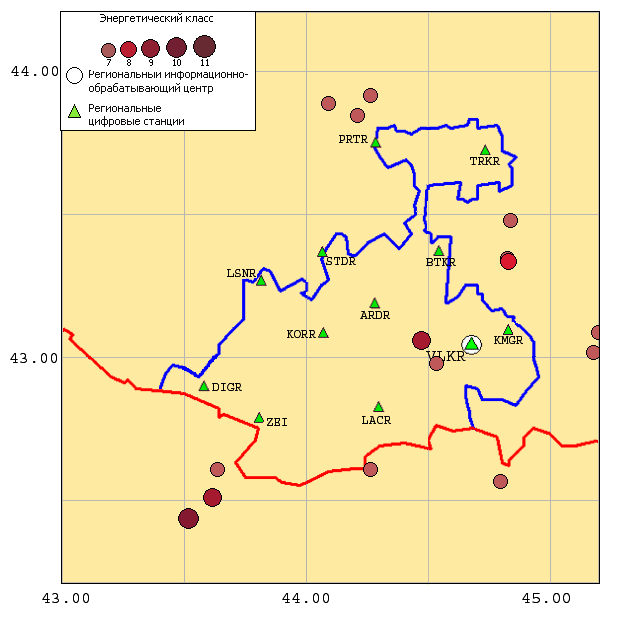 Энергетический класс
7 8 9 10 11
Региональный информационно-
обрабатывающий центр
Региональные
цифровые станции
44.00
PRTR
TRKR
STDR
BTKR
LSNR
ARDR
KORR
KMGR
VLKR
43.00
DIGR
ZEI
LACR
43.00 44.00 45.00